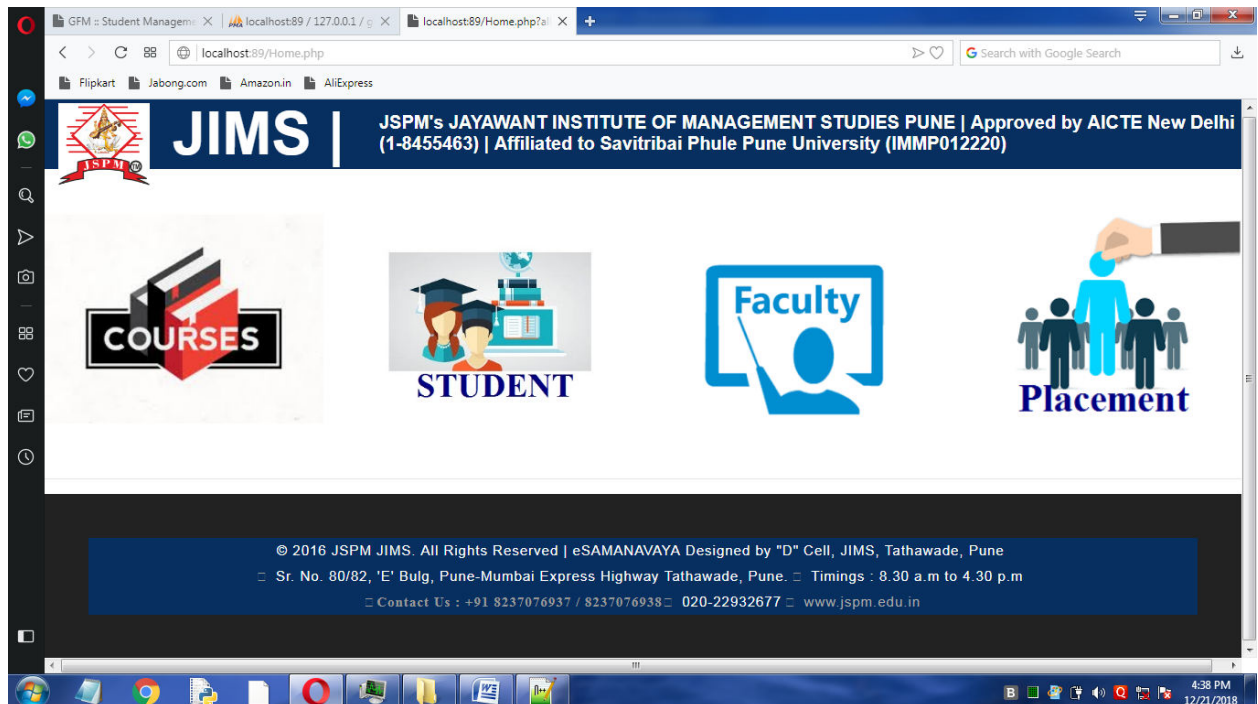 GFM :: Student Manageme
localhost:89 / 127.0.0.1 / g
localhost:89/Home.php?al
localhost:89/Home.php
Search with Google Search
Flipkart
Jabong.com
Amazon.in
AliExpress
JSPM
TM
JIMS |
JSPM's JAYAWANT INSTITUTE OF MANAGEMENT STUDIES PUNE | Approved by AICTE New Delhi
(1-8455463) | Affiliated to Savitribai Phule Pune University (IMMP012220)
COURSES
STUDENT
Faculty
Placement
© 2016 JSPM JIMS. All Rights Reserved | eSAMANAVAYA Designed by "D" Cell, JIMS, Tathawade, Pune
Sr. No. 80/82, 'E' Bulg, Pune-Mumbai Express Highway Tathawade, Pune. Timings : 8.30 a.m to 4.30 p.m
Contact Us : +91 8237076937 / 8237076938 020-22932677 www.jspm.edu.in
4:38 PM
12/21/2018